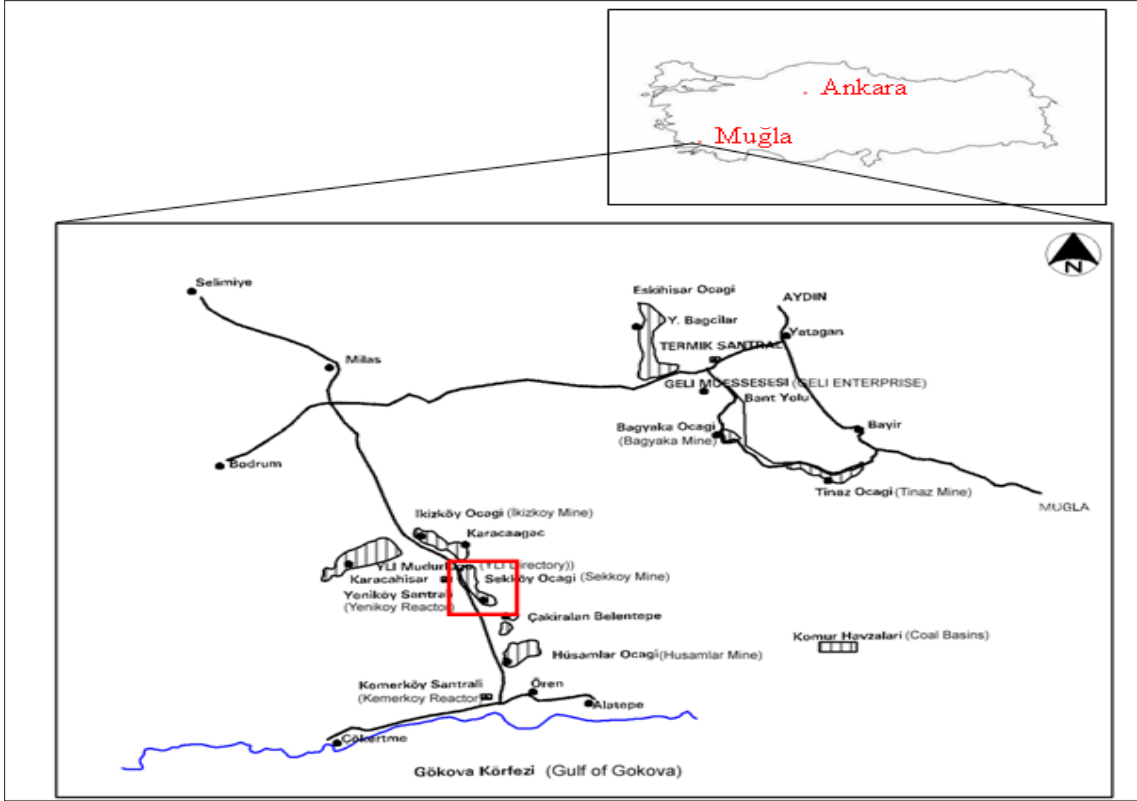 Ankara
Muğla
N
Selimiye
Eskihisar Ocagi
AYDIN
Y. Bagcilar
Yatagan
TERMIK SANTRAL
Milas
GELI MUESSESESI (GELI ENTERPRISE)
Bant Yolu
Bagyaka Ocagi
(Bagyaka Mine)
Bayir
Bodrum
Tinaz Ocagi (Tinaz Mine)
MUGLA
Ikizköy Ocagi (Ikizkoy Mine)
Karacaagac
YLI Mudurlugu (YLI Directory))
Karacahisar
Sekköy Ocagi (Sekkoy Mine)
Yeniköy Santrali
(Yenikoy Reactor)
Çakiralan Belentepe
Komur Havzalari (Coal Basins)
Hüsamlar Ocagi (Husamlar Mine)
Kemerköy Santrali
(Kemerkoy Reactor)
Ören
Alatepe
Çökertme
Gökova Körfezi (Gulf of Gokova)